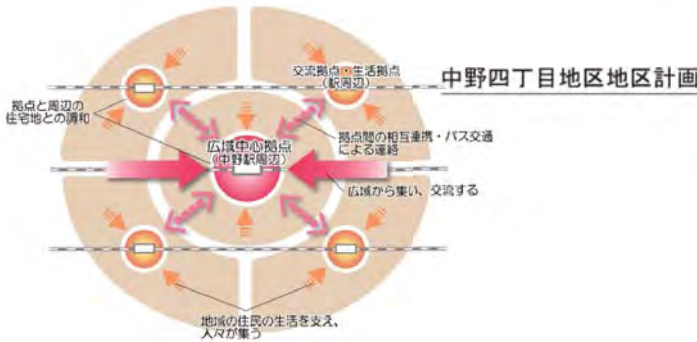 交流拠点・生活拠点
(駅周辺)
中野四丁目地区地区計画
拠点と周辺の
住宅地との調和
広域中心拠点
(中野駅周辺)
拠点間の相互連携・バス交通
による連絡
広域から集い、交流する
地域の住民の生活を支え、
人々が集う